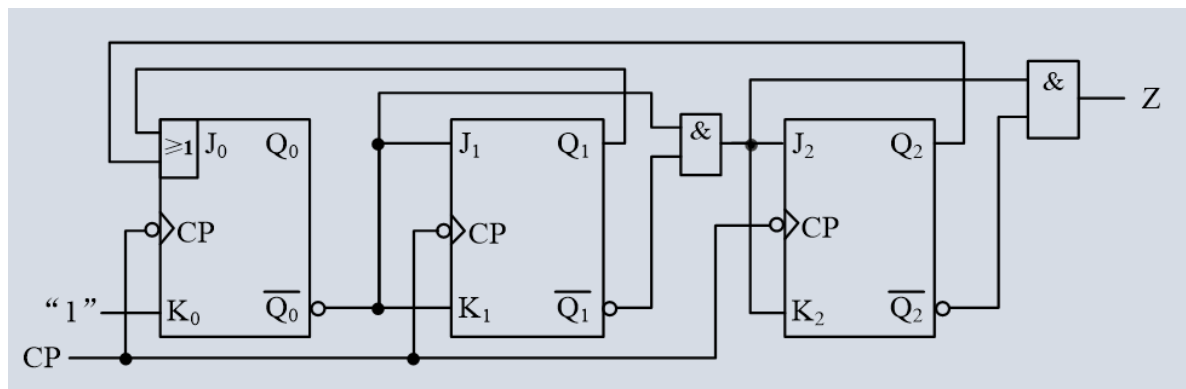 &
Z
≥1 J₀ Q₀
J₁ Q₁
&
J₂ Q₂
CP
CP
CP
“1” K₀ Q̅₀
K₁ Q̅₁
K₂ Q̅₂
CP